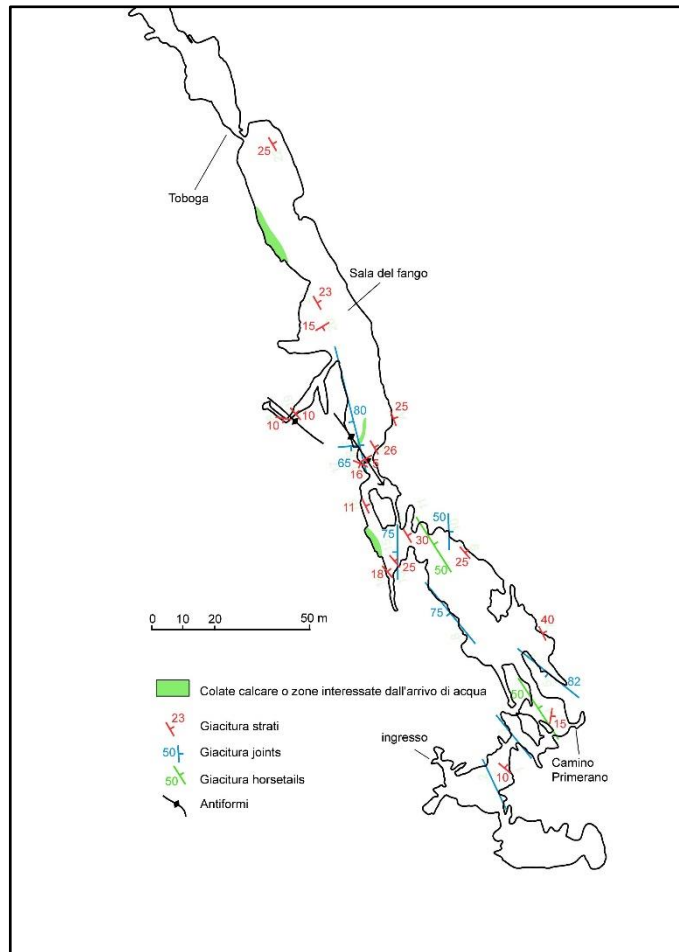 25
Toboga
Sala del fango
23
15
80
25
10
10
26
65
5
16
11
50
75
30
25
50
25
18
75
40
0 10 20 50 m
82
Colate calcare o zone interessate dall'arrivo di acqua
50
15
23
Giacitura strati
ingresso
50
Giacitura joints
Camino
Primerano
10
50
Giacitura horsetails
Antiformi